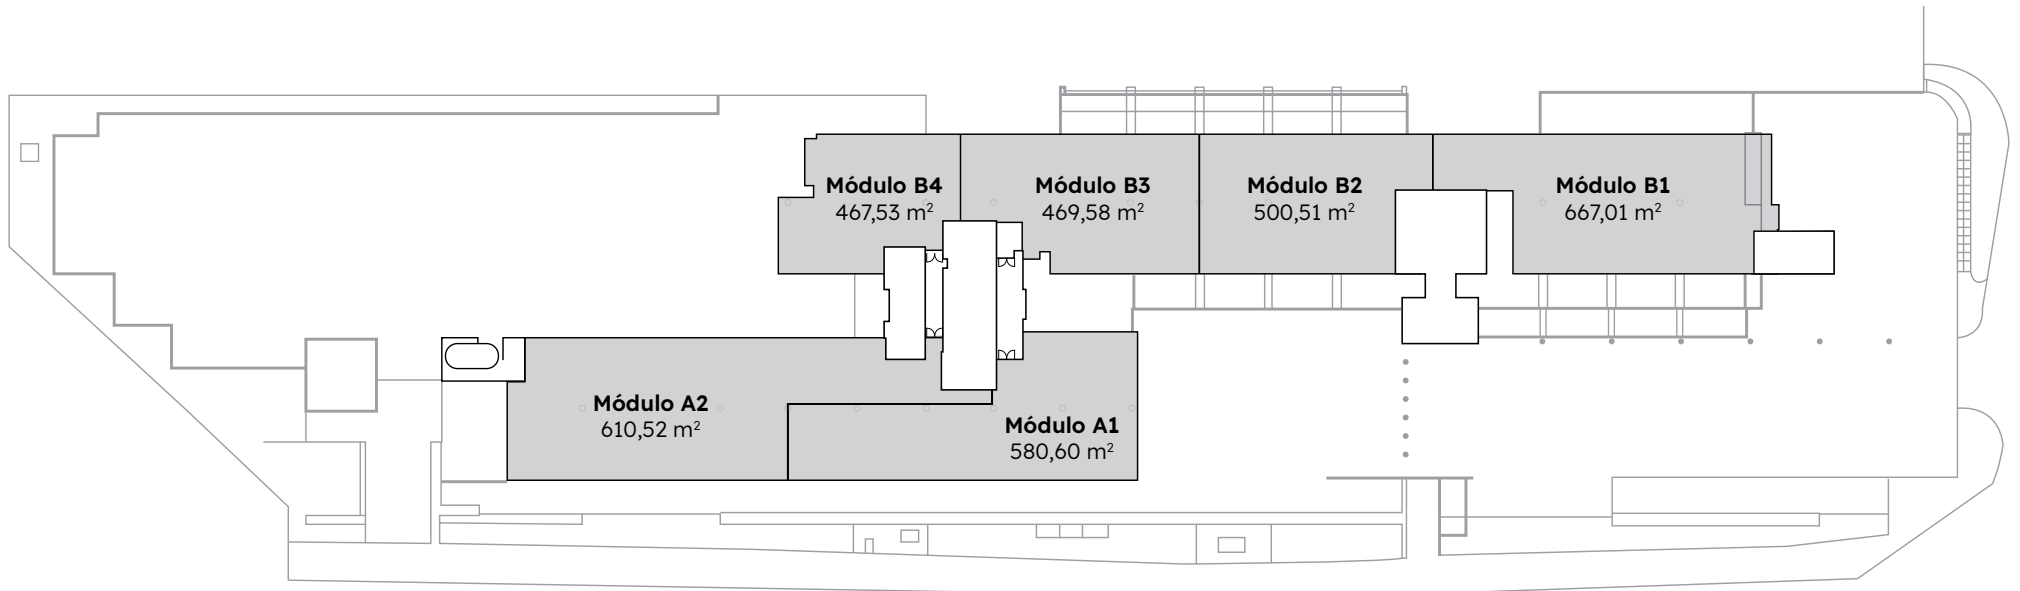 Módulo B4
467,53 m²
Módulo B3
469,58 m²
Módulo B2
500,51 m²
Módulo B1
667,01 m²
Módulo A2
610,52 m²
Módulo A1
580,60 m²